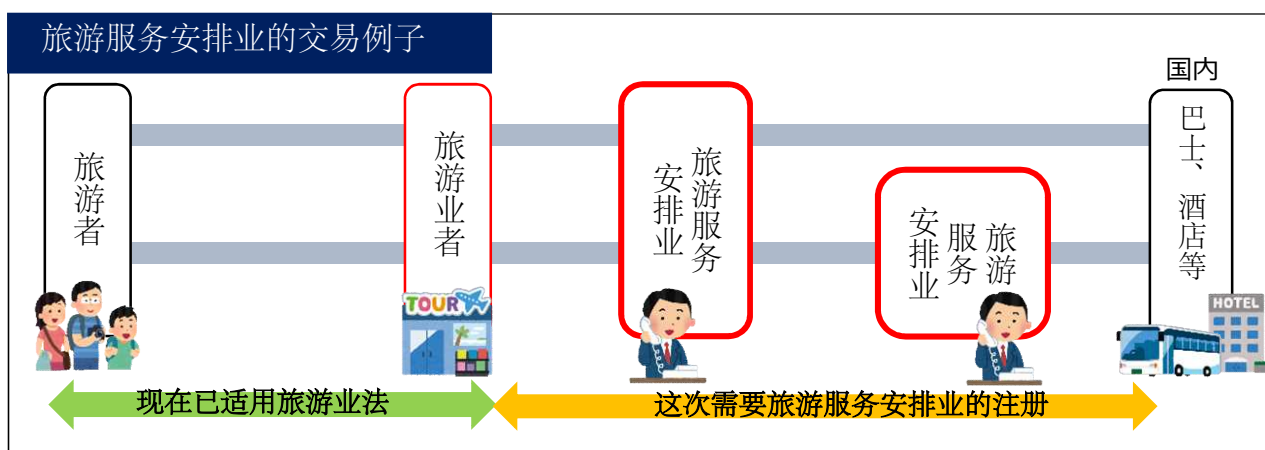 旅游服务安排业的交易例子
国内
旅游者
旅游业者
旅游服务
安排业
旅游
服务
安排业
巴士、酒店等
TOUR
HOTEL
现在已适用旅游业法
这次需要旅游服务安排业的注册